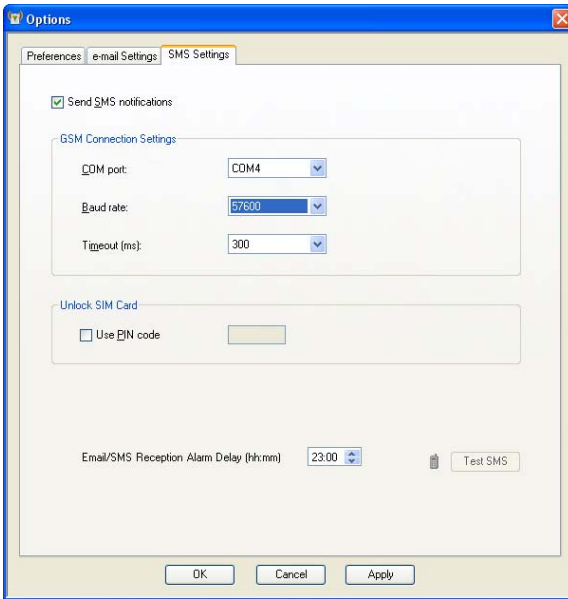 Options
Preferences e-mail Settings SMS Settings
Send SMS notifications
GSM Connection Settings
COM port: COM4
Baud rate: 57600
Timeout (ms): 300
Unlock SIM Card
Use PIN code
Email/SMS Reception Alarm Delay (hh:mm) 23:00 Test SMS
OK Cancel Apply